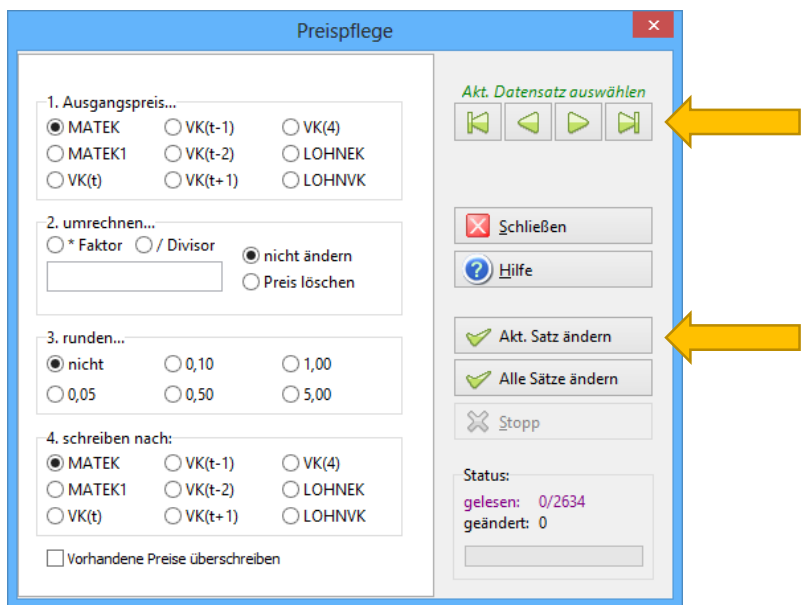 Preispflege
1. Ausgangspreis...
MATEK VK(t-1) VK(4)
MATEK1 VK(t-2) LOHNEK
VK(t) VK(t+1) LOHNVK
2. umrechnen...
* Faktor / Divisor
nicht ändern
Preis löschen
3. runden...
nicht 0,10 1,00
0,05 0,50 5,00
4. schreiben nach:
MATEK VK(t-1) VK(4)
MATEK1 VK(t-2) LOHNEK
VK(t) VK(t+1) LOHNVK
Vorhandene Preise überschreiben
Akt. Datensatz auswählen
Schließen
Hilfe
Akt. Satz ändern
Alle Sätze ändern
Stopp
Status:
gelesen: 0/2634
geändert: 0